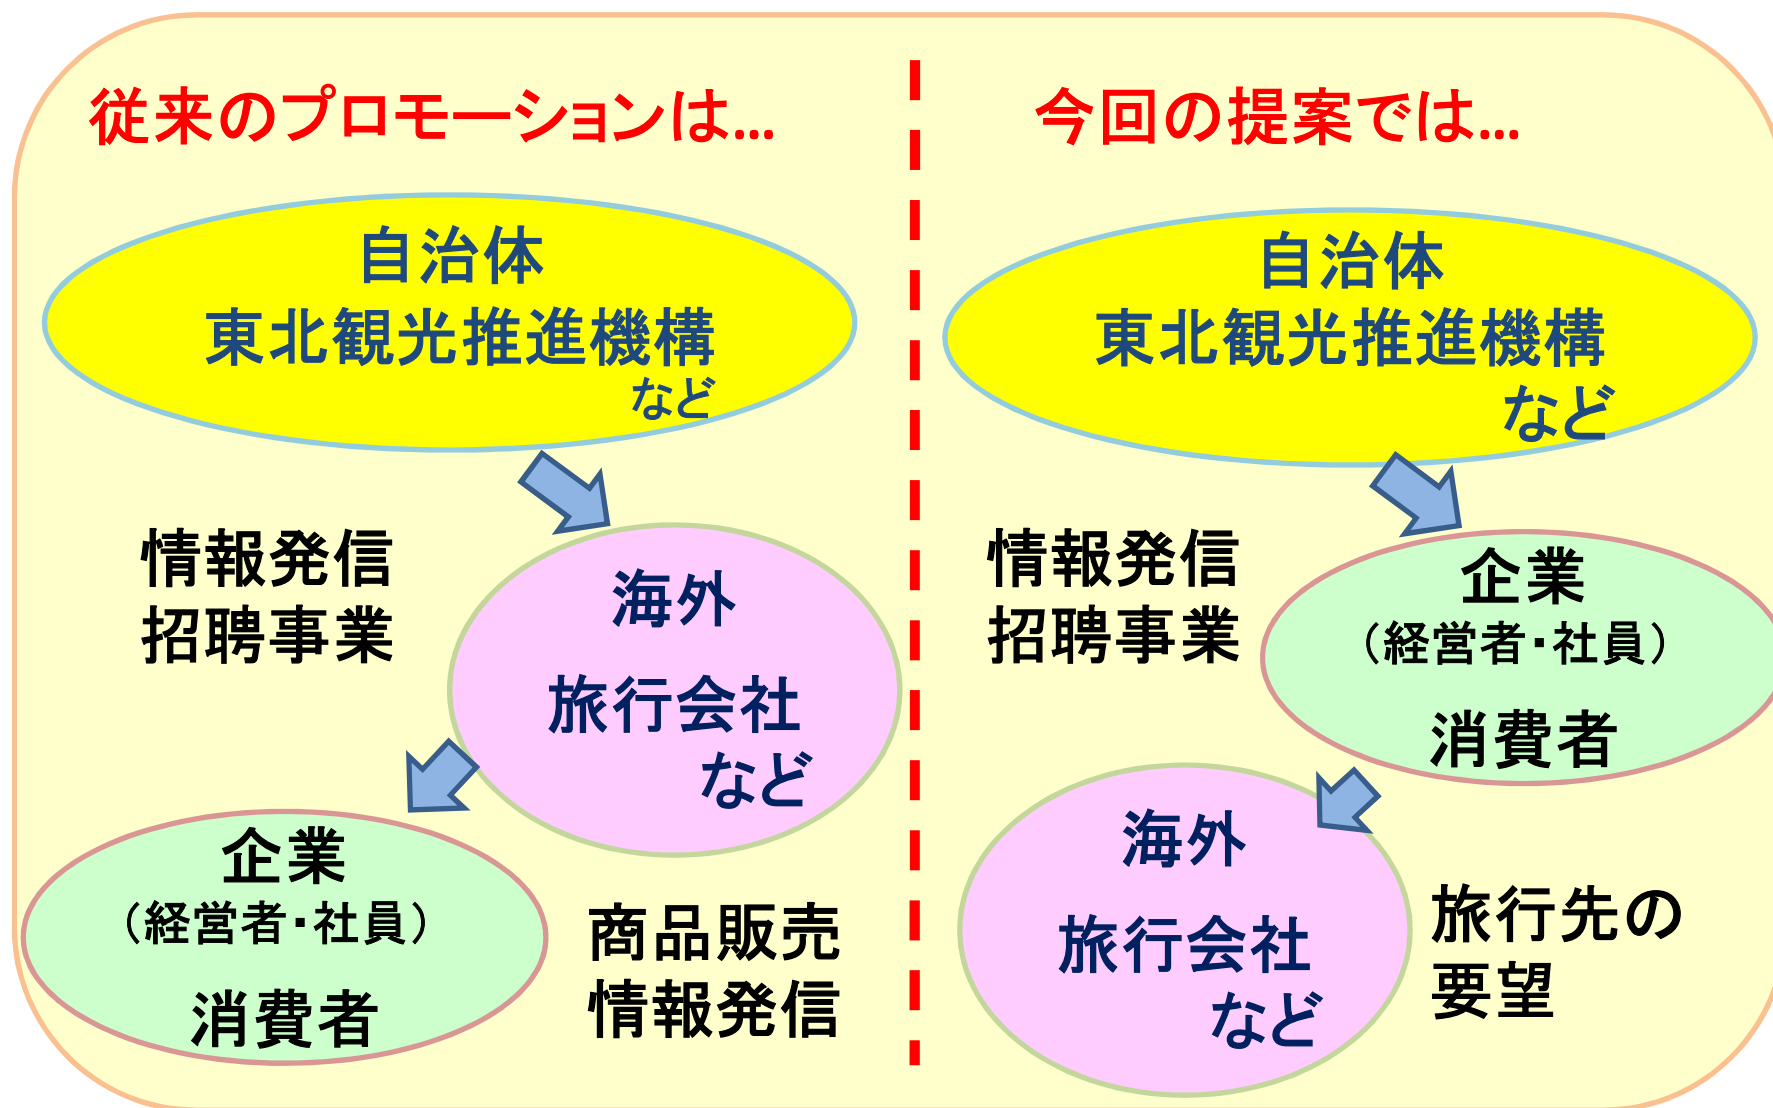 従来のプロモーションは…
自治体
東北観光推進機構
など
情報発信
招聘事業
海外
旅行会社
など
企業
（経営者・社員）
消費者
商品販売
情報発信
今回の提案では…
自治体
東北観光推進機構
など
情報発信
招聘事業
企業
（経営者・社員）
消費者
海外
旅行会社
など
旅行先の
要望